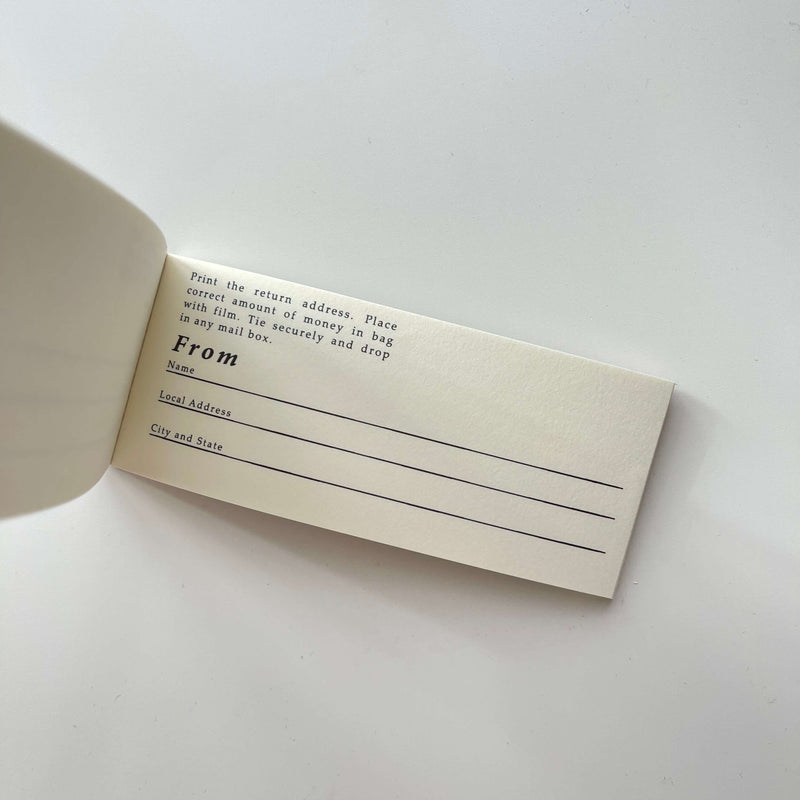 Print the return address. Place
correct amount of money in bag
with film. Tie securely and drop
in any mail box.
From
Name
Local Address
City and State